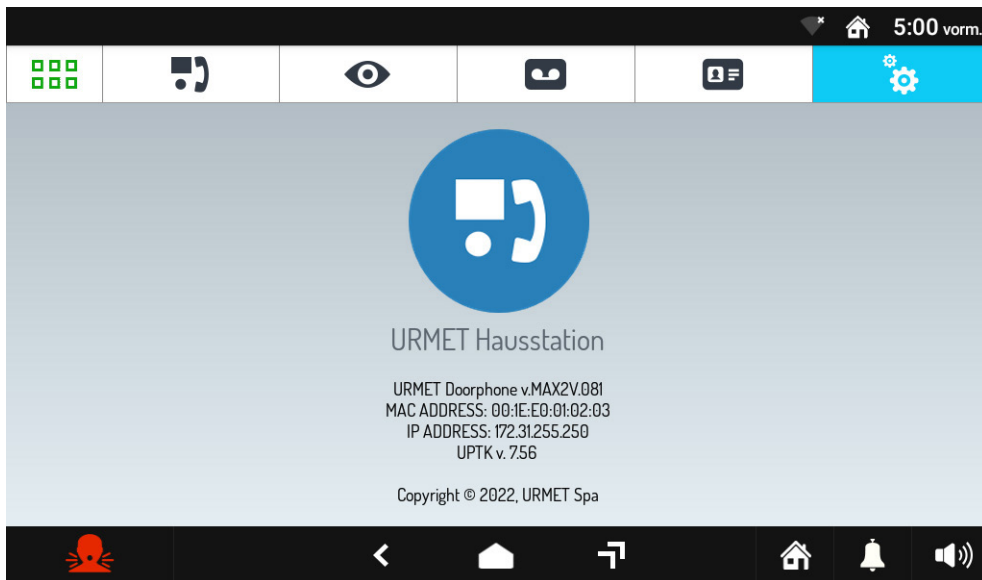 5:00 vorm.
URMET Hausstation
URMET Doorphone v.MAX2V.081
MAC ADDRESS: 00:1E:E0:01:02:03
IP ADDRESS: 172.31.255.250
UPTK v. 7.56
Copyright © 2022, URMET Spa